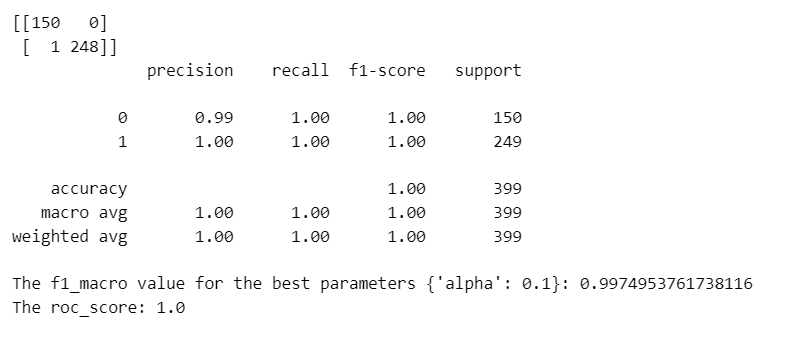 [[150   0]
 [  1 248]]
              precision    recall  f1-score   support

           0       0.99      1.00      1.00       150
           1       1.00      1.00      1.00       249

    accuracy                           1.00       399
   macro avg       1.00      1.00      1.00       399
weighted avg       1.00      1.00      1.00       399

The f1_macro value for the best parameters {'alpha': 0.1}: 0.9974953761738116
The roc_score: 1.0